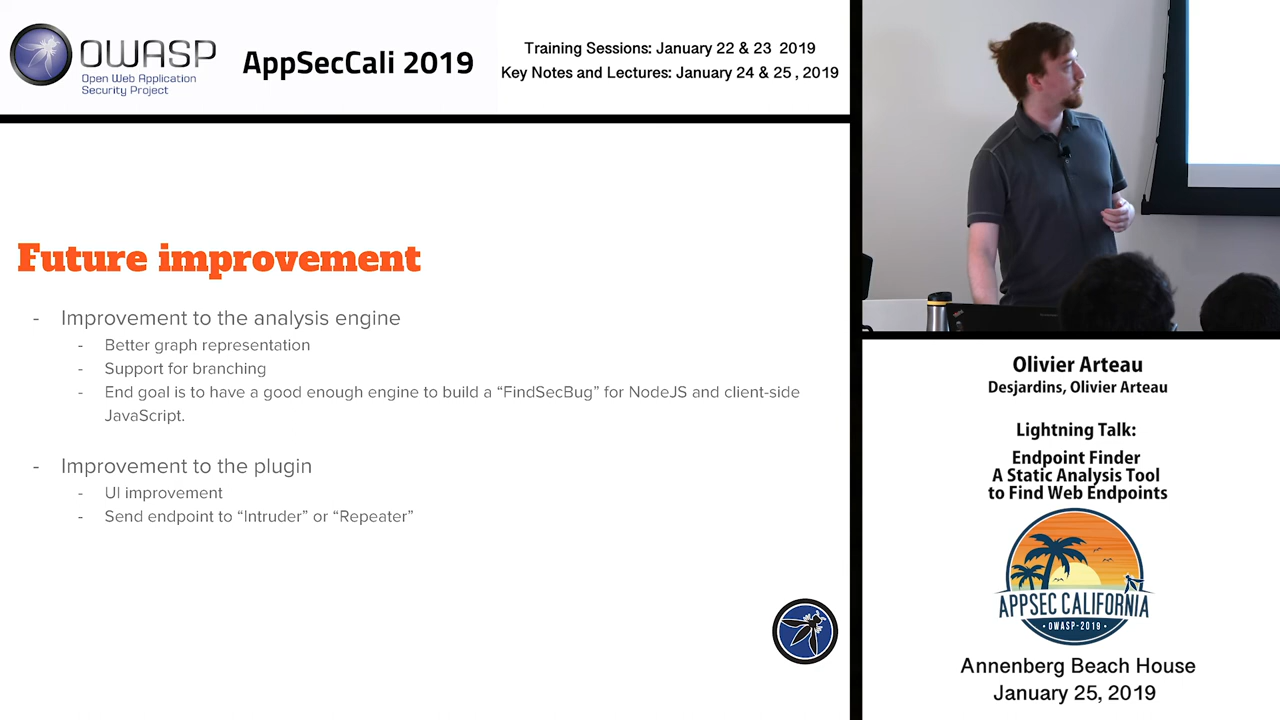 OWASP
Open Web Application
Security Project
AppSecCali 2019
Training Sessions: January 22 & 23 2019
Key Notes and Lectures: January 24 & 25 , 2019
Future improvement
- Improvement to the analysis engine
- Better graph representation
- Support for branching
- End goal is to have a good enough engine to build a “FindSecBug” for NodeJS and client-side
JavaScript.
- Improvement to the plugin
- UI improvement
- Send endpoint to “Intruder” or “Repeater”
Olivier Arteau
Desjardins, Olivier Arteau
Lightning Talk:
Endpoint Finder
A Static Analysis Tool
to Find Web Endpoints
APPSEC CALIFORNIA
• OWASP-2019 •
Annenberg Beach House
January 25, 2019